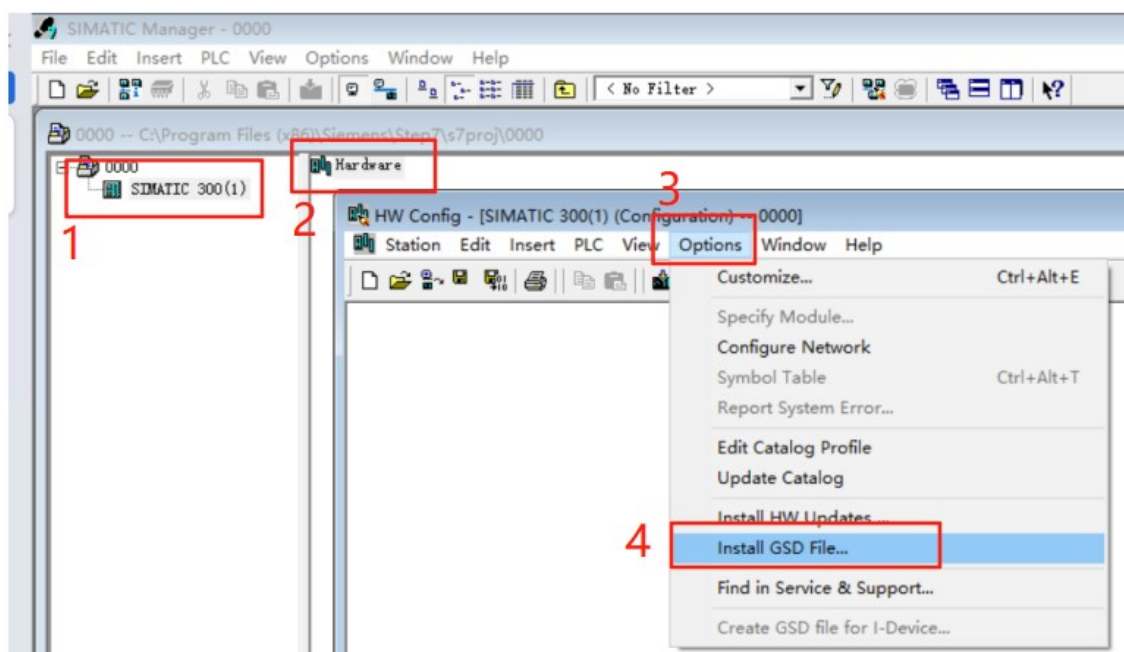 SIMATIC Manager - 0000
File Edit Insert PLC View Options Window Help
< No Filter >
0000 -- C:\Program Files (x86)\Siemens\Step7\s7proj\0000
0000
SIMATIC 300(1)
Hardware
1
2
3
HW Config - [SIMATIC 300(1) (Configuration) -- 0000]
Station Edit Insert PLC View Options Window Help
Customize... Ctrl+Alt+E
Specify Module...
Configure Network
Symbol Table Ctrl+Alt+T
Report System Error...
Edit Catalog Profile
Update Catalog
Install HW Updates ...
4
Install GSD File...
Find in Service & Support...
Create GSD file for I-Device...